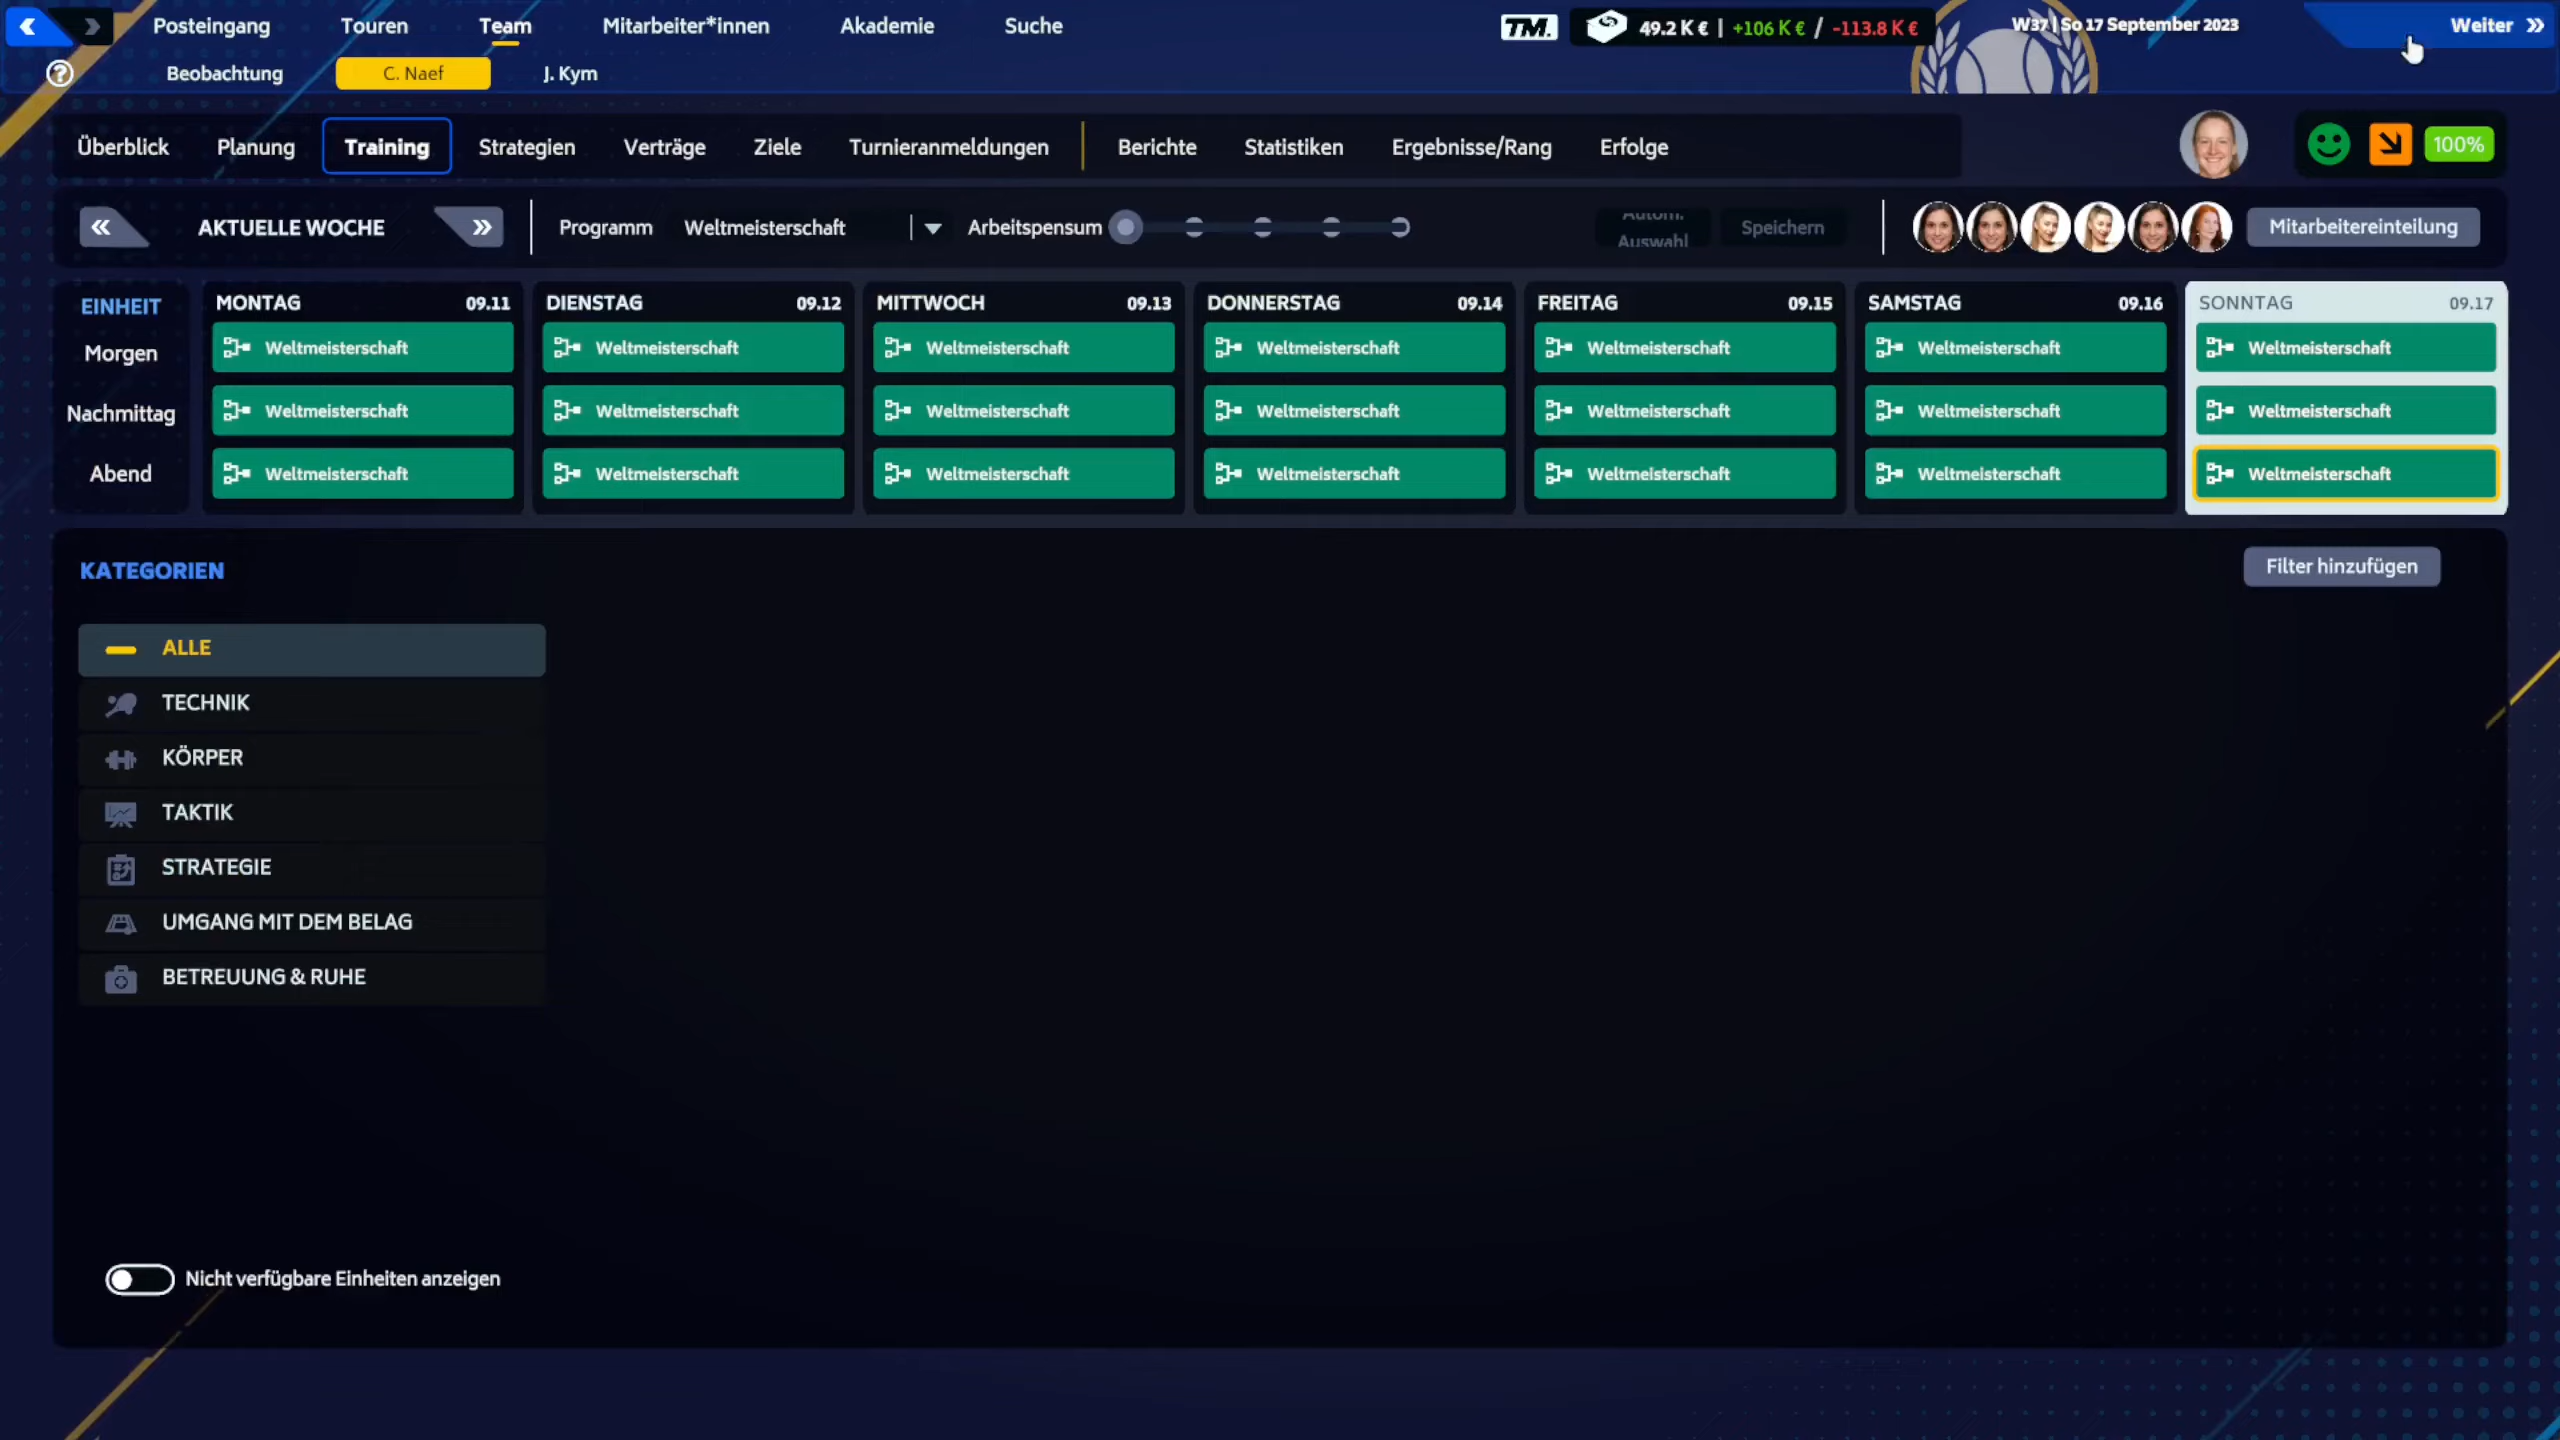 Posteingang Touren Team Mitarbeiter*innen Akademie Suche TM. 49.2 K € | +106 K € / -113.8 K € W37 | So 17 September 2023 Weiter
Beobachtung C. Naef J. Kym
Überblick Planung Training Strategien Verträge Ziele Turnieranmeldungen Berichte Statistiken Ergebnisse/Rang Erfolge 100%
AKTUELLE WOCHE Programm Weltmeisterschaft Arbeitspensum Autom. Auswahl Speichern Mitarbeitereinteilung
EINHEIT MONTAG 09.11 DIENSTAG 09.12 MITTWOCH 09.13 DONNERSTAG 09.14 FREITAG 09.15 SAMSTAG 09.16 SONNTAG 09.17
Morgen Weltmeisterschaft Weltmeisterschaft Weltmeisterschaft Weltmeisterschaft Weltmeisterschaft Weltmeisterschaft Weltmeisterschaft
Nachmittag Weltmeisterschaft Weltmeisterschaft Weltmeisterschaft Weltmeisterschaft Weltmeisterschaft Weltmeisterschaft Weltmeisterschaft
Abend Weltmeisterschaft Weltmeisterschaft Weltmeisterschaft Weltmeisterschaft Weltmeisterschaft Weltmeisterschaft Weltmeisterschaft
KATEGORIEN Filter hinzufügen
ALLE
TECHNIK
KÖRPER
TAKTIK
STRATEGIE
UMGANG MIT DEM BELAG
BETREUUNG & RUHE
Nicht verfügbare Einheiten anzeigen